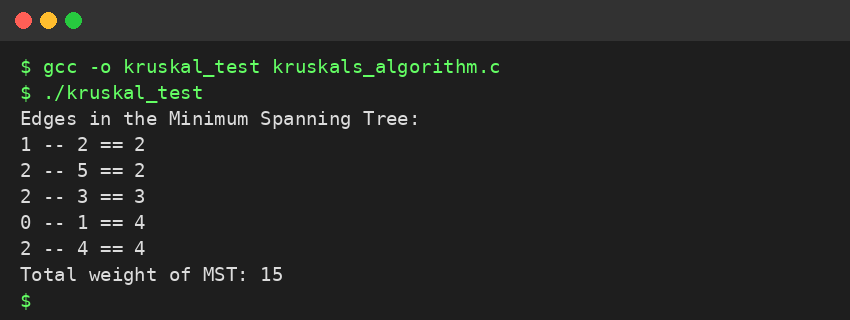 $ gcc -o kruskal_test kruskals_algorithm.c
$ ./kruskal_test
Edges in the Minimum Spanning Tree:
1 -- 2 == 2
2 -- 5 == 2
2 -- 3 == 3
0 -- 1 == 4
2 -- 4 == 4
Total weight of MST: 15
$